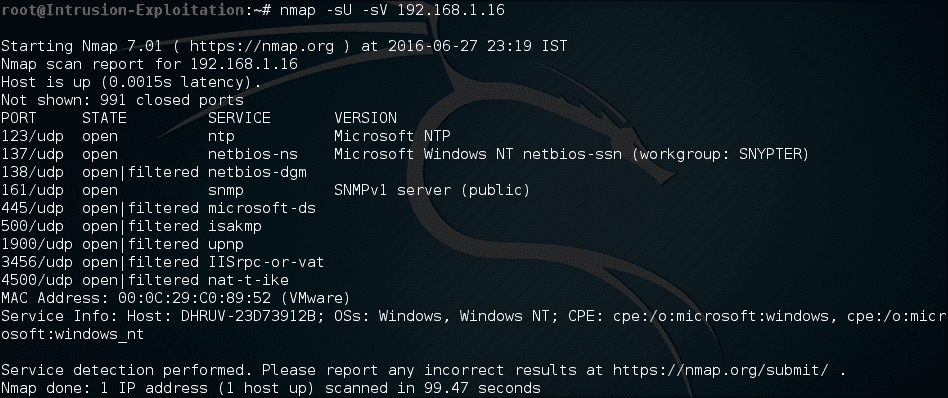 root@Intrusion-Exploitation:~# nmap -sU -sV 192.168.1.16
Starting Nmap 7.01 ( https://nmap.org ) at 2016-06-27 23:19 IST
Nmap scan report for 192.168.1.16
Host is up (0.0015s latency).
Not shown: 991 closed ports
PORT     STATE         SERVICE       VERSION
123/udp  open          ntp           Microsoft NTP
137/udp  open          netbios-ns    Microsoft Windows NT netbios-ssn (workgroup: SNYPTER)
138/udp  open|filtered netbios-dgm
161/udp  open          snmp          SNMPv1 server (public)
445/udp  open|filtered microsoft-ds
500/udp  open|filtered isakmp
1900/udp open|filtered upnp
3456/udp open|filtered IISrpc-or-vat
4500/udp open|filtered nat-t-ike
MAC Address: 00:0C:29:C0:89:52 (VMware)
Service Info: Host: DHRUV-23D73912B; OSs: Windows, Windows NT; CPE: cpe:/o:microsoft:windows, cpe:/o:micr
osoft:windows_nt
Service detection performed. Please report any incorrect results at https://nmap.org/submit/ .
Nmap done: 1 IP address (1 host up) scanned in 99.47 seconds